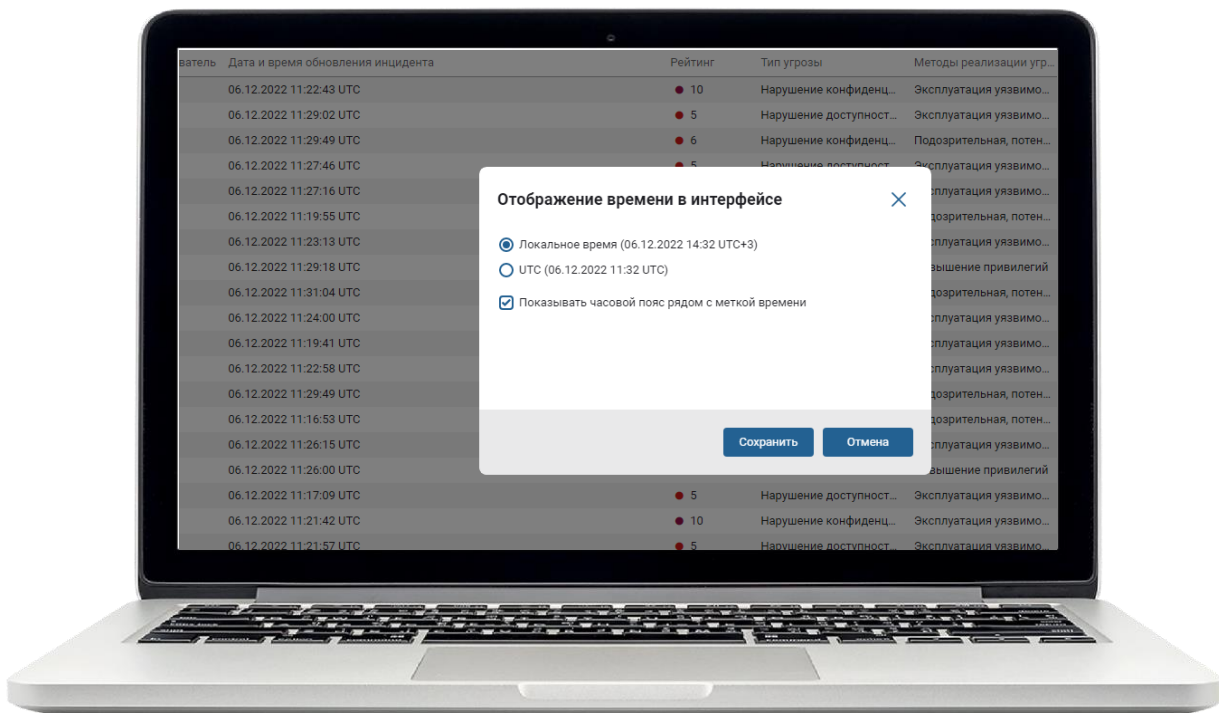 ватель Дата и время обновления инцидента Рейтинг Тип угрозы Методы реализации угр...
06.12.2022 11:22:43 UTC 10 Нарушение конфиденц... Эксплуатация уязвимо...
06.12.2022 11:29:02 UTC 5 Нарушение доступност... Эксплуатация уязвимо...
06.12.2022 11:29:49 UTC 6 Нарушение конфиденц... Подозрительная, потен...
06.12.2022 11:27:46 UTC 5 Нарушение доступност... Эксплуатация уязвимо...
06.12.2022 11:27:16 UTC сплуатация уязвимо...
06.12.2022 11:19:55 UTC дозрительная, потен...
06.12.2022 11:23:13 UTC сплуатация уязвимо...
06.12.2022 11:29:18 UTC вышение привилегий
06.12.2022 11:31:04 UTC дозрительная, потен...
06.12.2022 11:24:00 UTC сплуатация уязвимо...
06.12.2022 11:19:41 UTC сплуатация уязвимо...
06.12.2022 11:22:58 UTC сплуатация уязвимо...
06.12.2022 11:29:49 UTC дозрительная, потен...
06.12.2022 11:16:53 UTC дозрительная, потен...
06.12.2022 11:26:15 UTC сплуатация уязвимо...
06.12.2022 11:26:00 UTC вышение привилегий
06.12.2022 11:17:09 UTC 5 Нарушение доступност... Эксплуатация уязвимо...
06.12.2022 11:21:42 UTC 10 Нарушение конфиденц... Эксплуатация уязвимо...
06.12.2022 11:21:57 UTC 5 Нарушение доступност... Эксплуатация уязвимо...
Отображение времени в интерфейсе
Локальное время (06.12.2022 14:32 UTC+3)
UTC (06.12.2022 11:32 UTC)
Показывать часовой пояс рядом с меткой времени
Сохранить Отмена